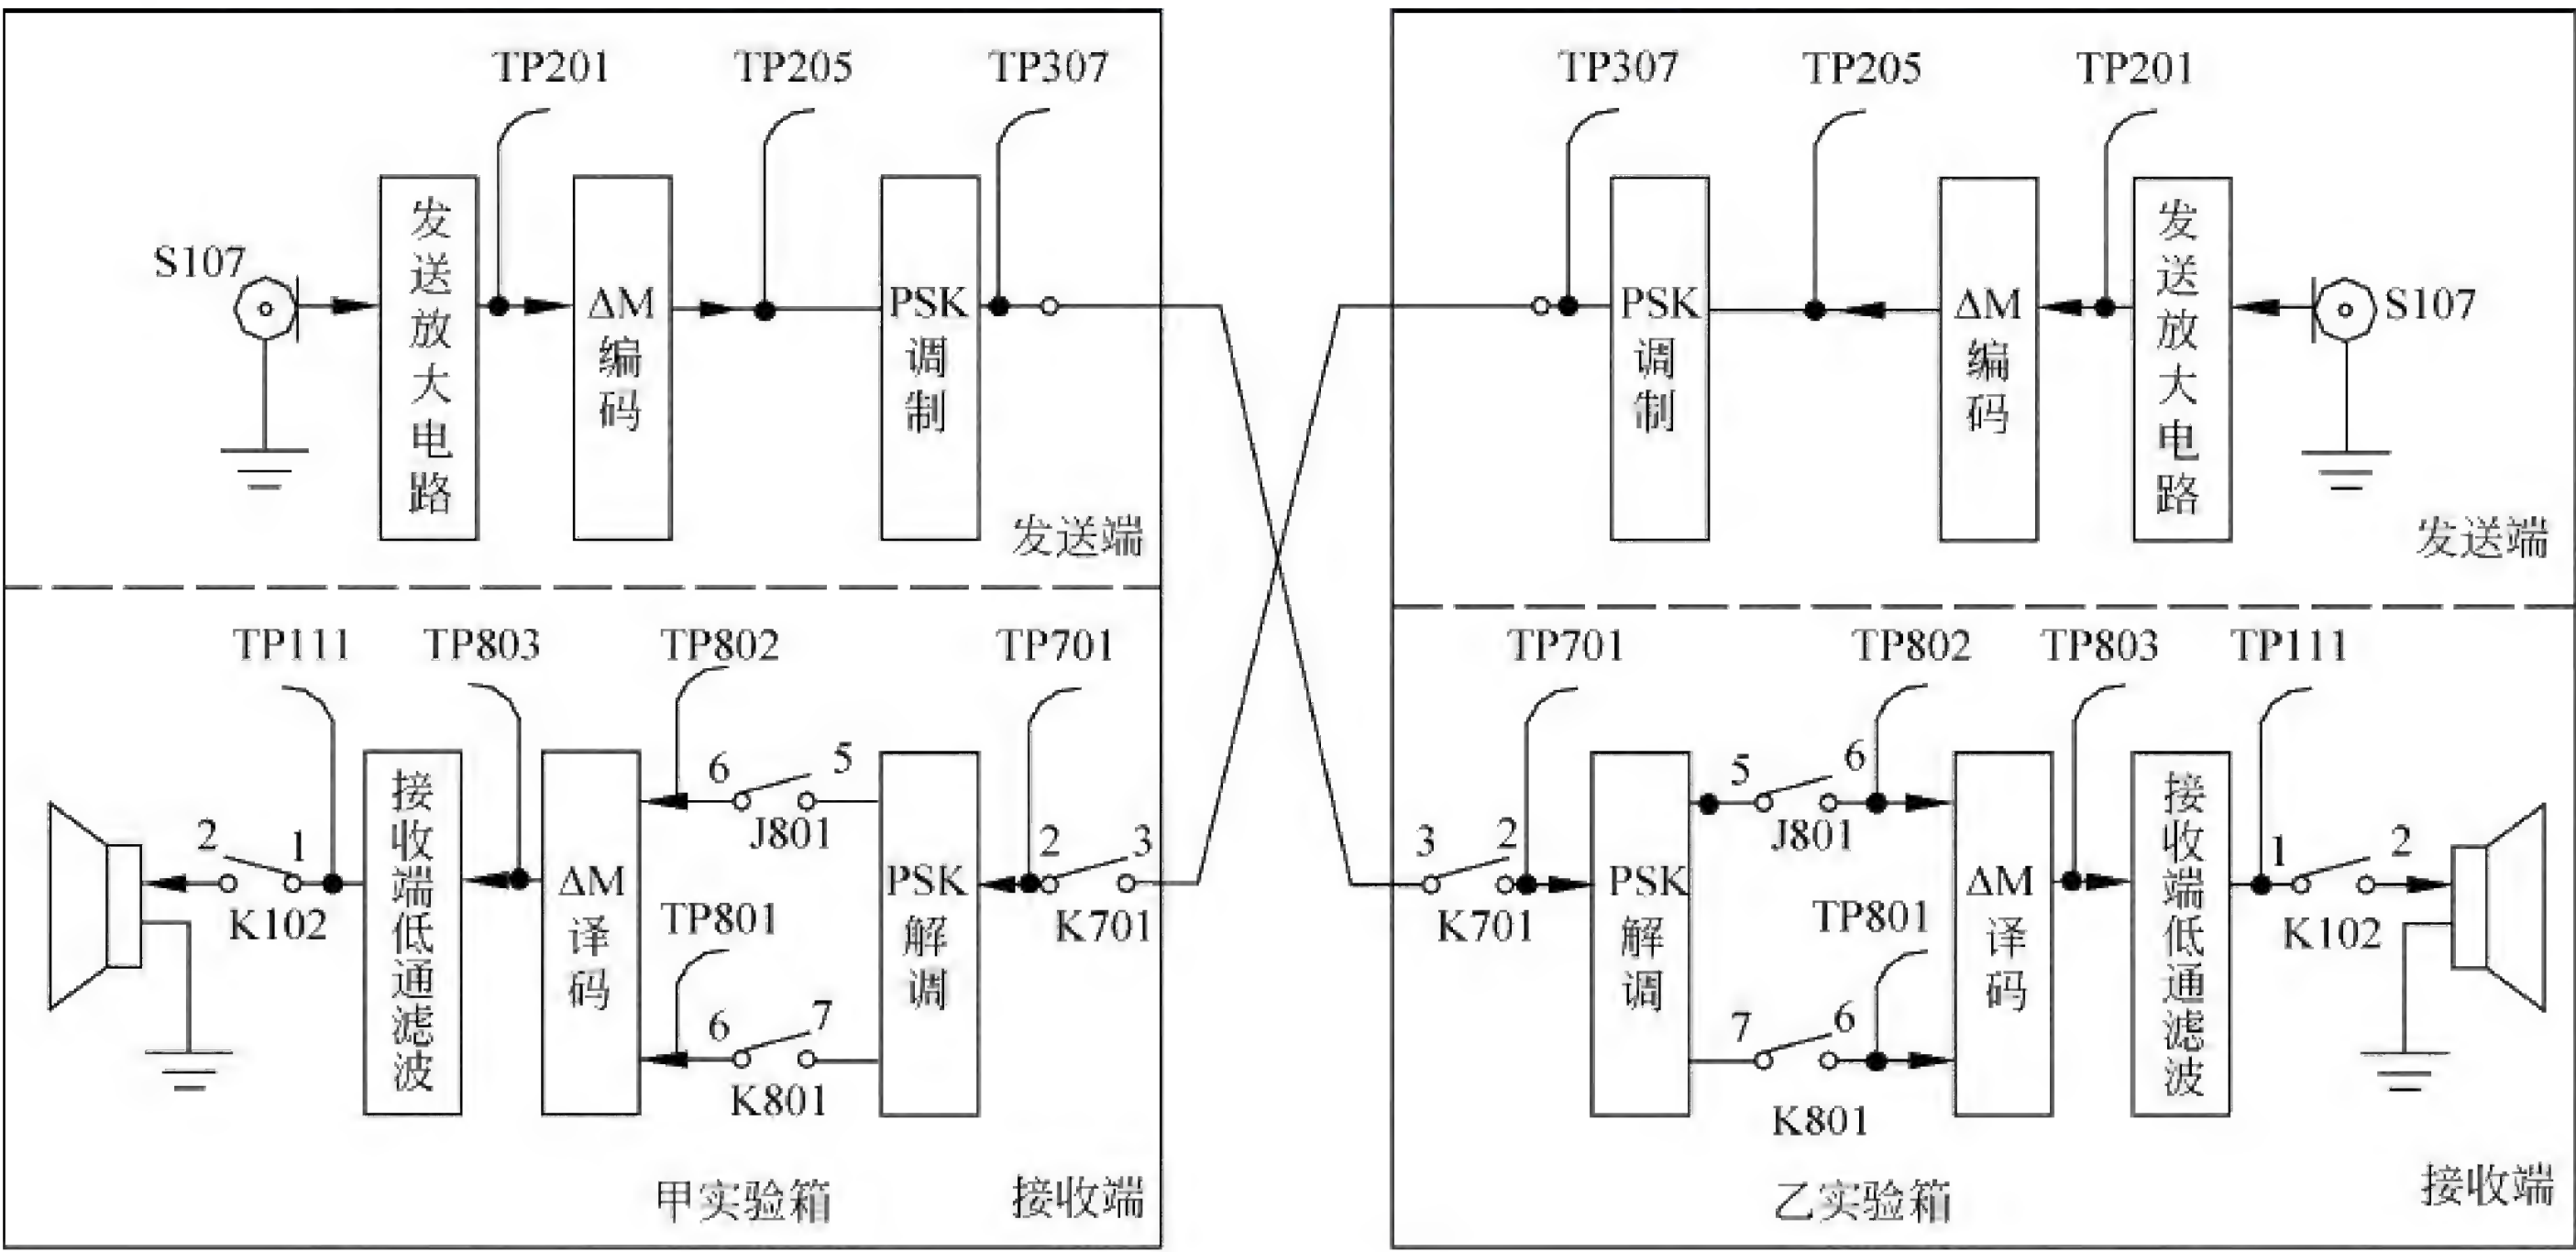 TP201
TP205
TP307
TP307
TP205
TP201
S107
发送放大电路
ΔM编码
PSK调制
PSK调制
ΔM编码
发送放大电路
S107
发送端
发送端
TP111
TP803
TP802
TP701
TP701
TP802
TP803
TP111
2
1
K102
接收端低通滤波
ΔM译码
6
5
J801
TP801
6
7
K801
PSK解调
2
3
K701
3
2
K701
PSK解调
5
6
J801
TP801
7
6
K801
ΔM译码
接收端低通滤波
1
2
K102
甲实验箱
接收端
乙实验箱
接收端